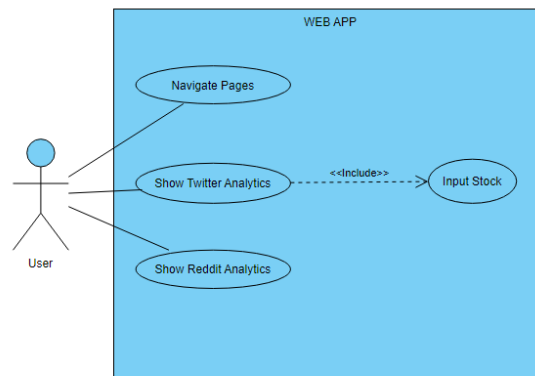 WEB APP
Navigate Pages
Show Twitter Analytics
<<Include>>
Input Stock
Show Reddit Analytics
User